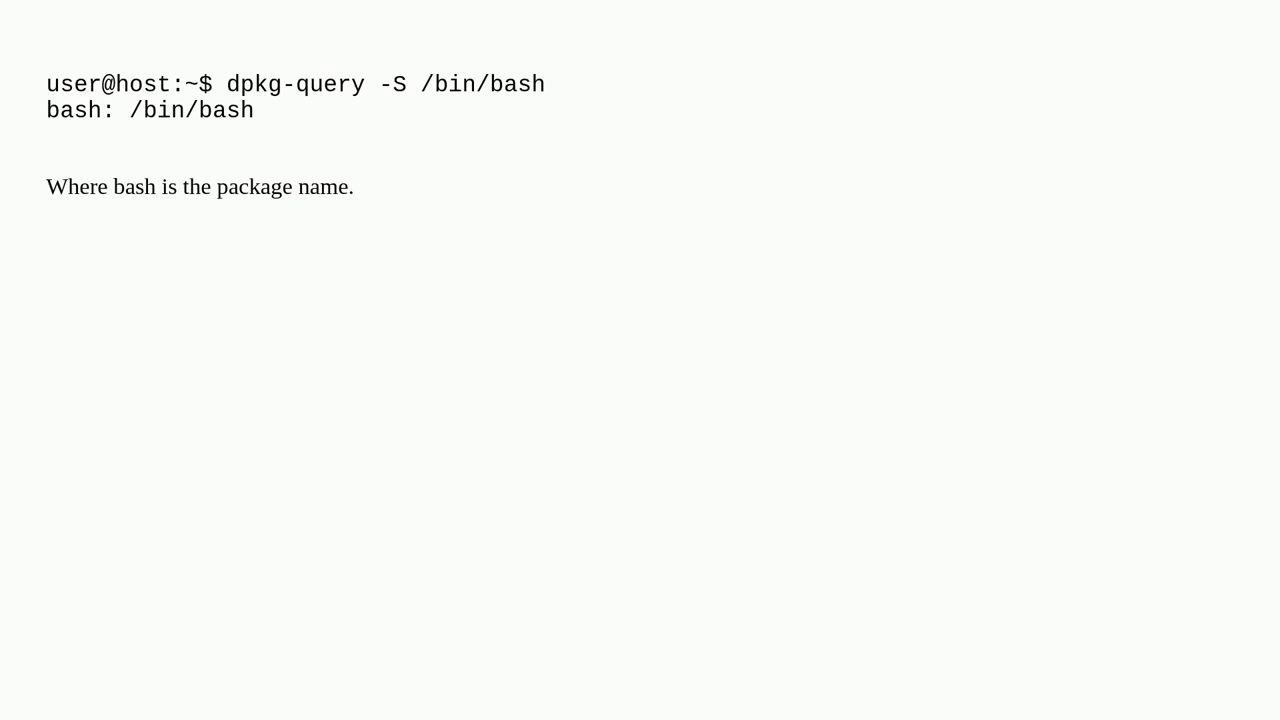 user@host:~$ dpkg-query -S /bin/bash
bash: /bin/bash
Where bash is the package name.